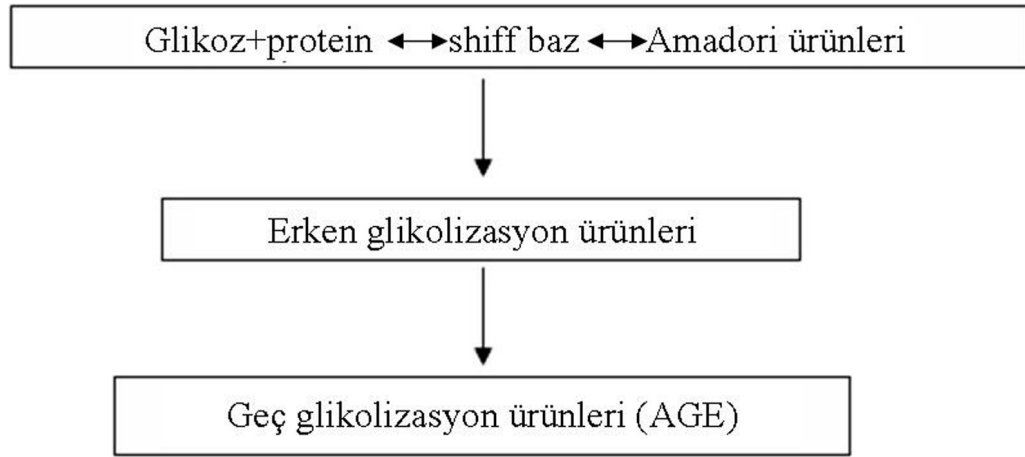 Glikoz+protein ↔ shiff baz ↔ Amadori ürünleri
Erken glikolizasyon ürünleri
Geç glikolizasyon ürünleri (AGE)